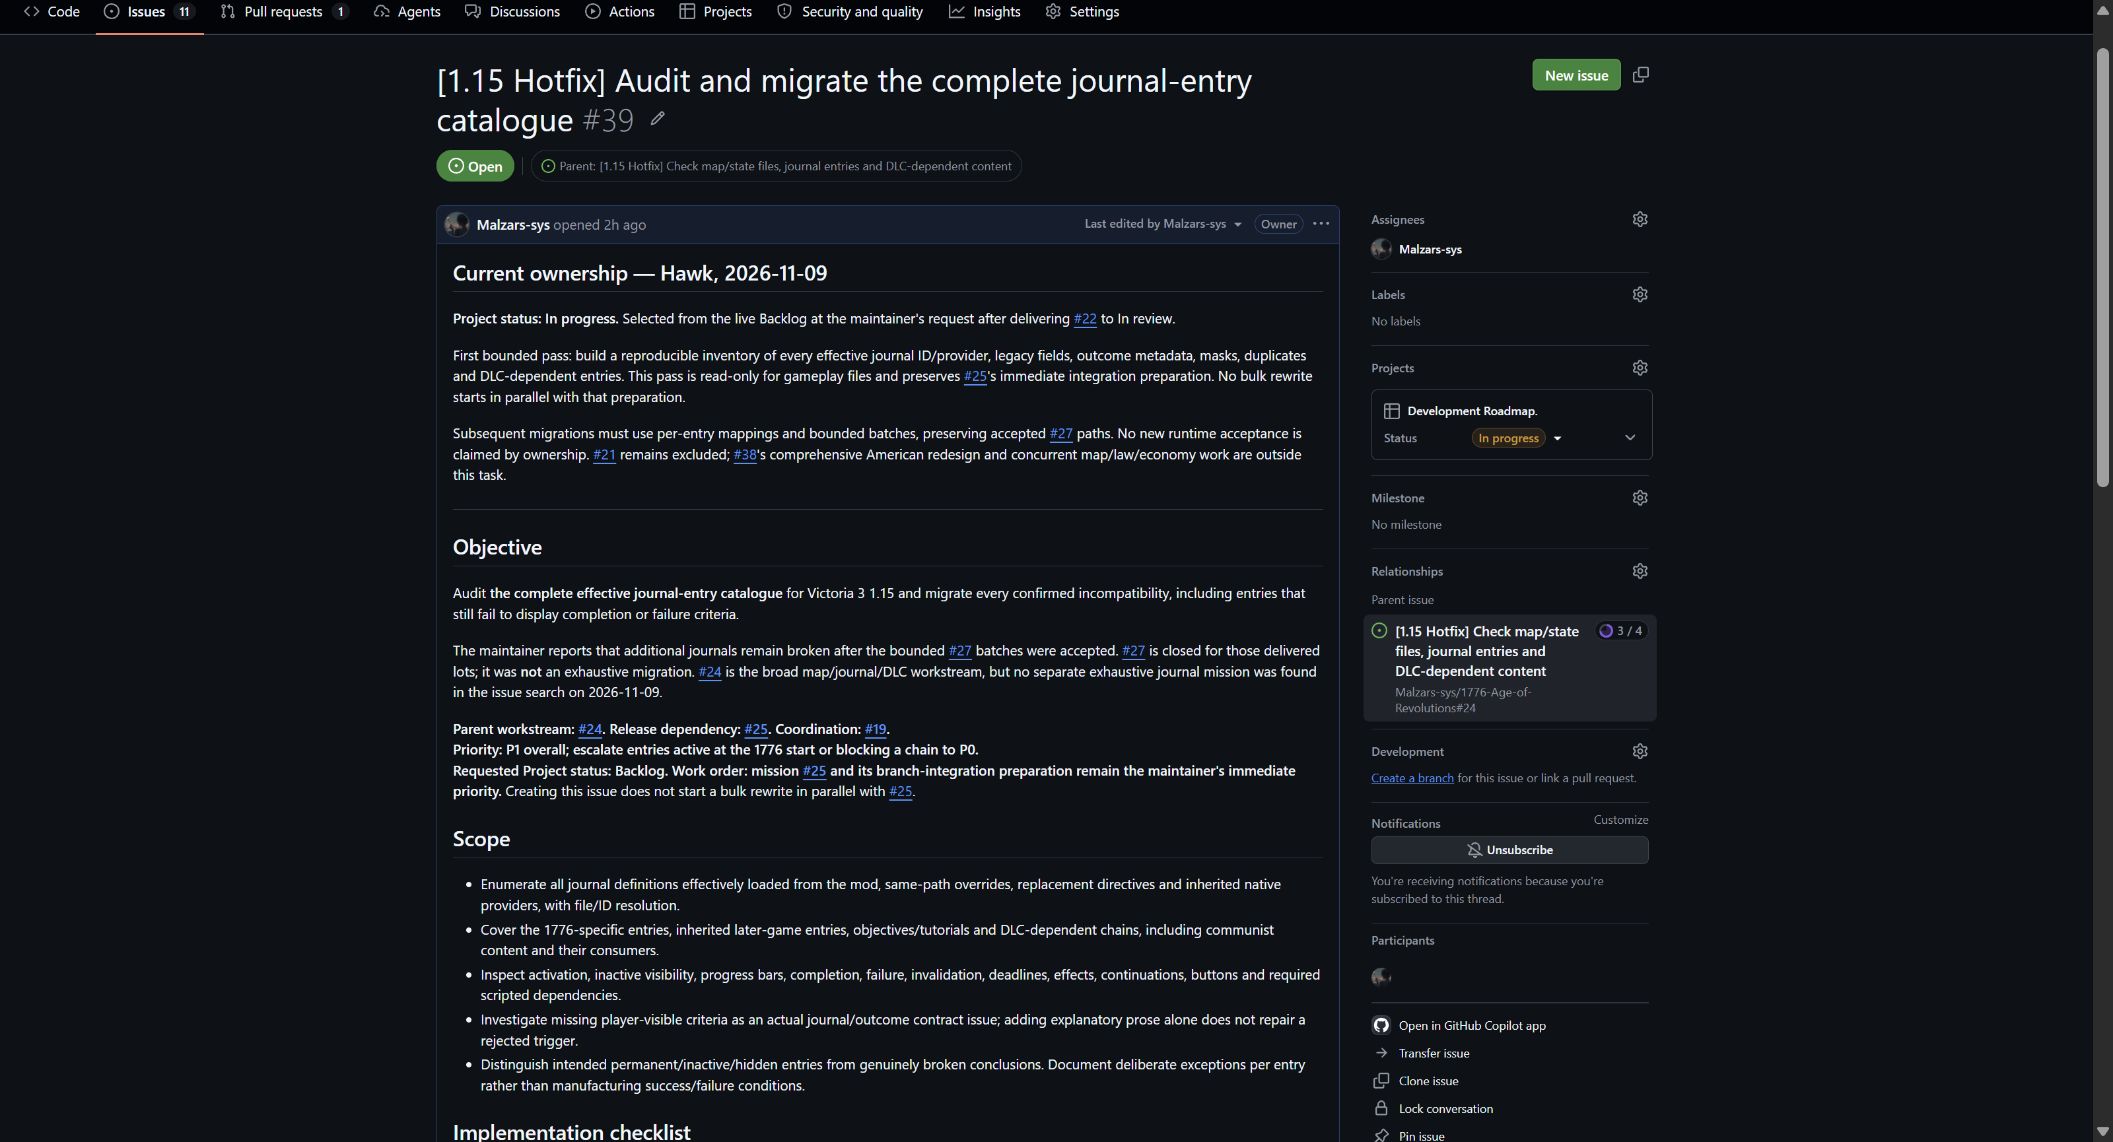 Code
Issues 11
Pull requests 1
Agents
Discussions
Actions
Projects
Security and quality
Insights
Settings
[1.15 Hotfix] Audit and migrate the complete journal-entry
catalogue #39
New issue
Open
Parent: [1.15 Hotfix] Check map/state files, journal entries and DLC-dependent content
Malzars-sys opened 2h ago
Last edited by Malzars-sys
Owner
Current ownership — Hawk, 2026-11-09
Project status: In progress. Selected from the live Backlog at the maintainer's request after delivering #22 to In review.
First bounded pass: build a reproducible inventory of every effective journal ID/provider, legacy fields, outcome metadata, masks, duplicates
and DLC-dependent entries. This pass is read-only for gameplay files and preserves #25's immediate integration preparation. No bulk rewrite
starts in parallel with that preparation.
Subsequent migrations must use per-entry mappings and bounded batches, preserving accepted #27 paths. No new runtime acceptance is
claimed by ownership. #21 remains excluded; #38's comprehensive American redesign and concurrent map/law/economy work are outside
this task.
Objective
Audit the complete effective journal-entry catalogue for Victoria 3 1.15 and migrate every confirmed incompatibility, including entries that
still fail to display completion or failure criteria.
The maintainer reports that additional journals remain broken after the bounded #27 batches were accepted. #27 is closed for those delivered
lots; it was not an exhaustive migration. #24 is the broad map/journal/DLC workstream, but no separate exhaustive journal mission was found
in the issue search on 2026-11-09.
Parent workstream: #24. Release dependency: #25. Coordination: #19.
Priority: P1 overall; escalate entries active at the 1776 start or blocking a chain to P0.
Requested Project status: Backlog. Work order: mission #25 and its branch-integration preparation remain the maintainer's immediate
priority. Creating this issue does not start a bulk rewrite in parallel with #25.
Scope
• Enumerate all journal definitions effectively loaded from the mod, same-path overrides, replacement directives and inherited native
providers, with file/ID resolution.
• Cover the 1776-specific entries, inherited later-game entries, objectives/tutorials and DLC-dependent chains, including communist
content and their consumers.
• Inspect activation, inactive visibility, progress bars, completion, failure, invalidation, deadlines, effects, continuations, buttons and required
scripted dependencies.
• Investigate missing player-visible criteria as an actual journal/outcome contract issue; adding explanatory prose alone does not repair a
rejected trigger.
• Distinguish intended permanent/inactive/hidden entries from genuinely broken conclusions. Document deliberate exceptions per entry
rather than manufacturing success/failure conditions.
Implementation checklist
Assignees
Malzars-sys
Labels
No labels
Projects
Development Roadmap.
Status
In progress
Milestone
No milestone
Relationships
Parent issue
[1.15 Hotfix] Check map/state
files, journal entries and
DLC-dependent content
3 / 4
Malzars-sys/1776-Age-of-
Revolutions#24
Development
Create a branch for this issue or link a pull request.
Notifications
Customize
Unsubscribe
You're receiving notifications because you're
subscribed to this thread.
Participants
Open in GitHub Copilot app
Transfer issue
Clone issue
Lock conversation
Pin issue